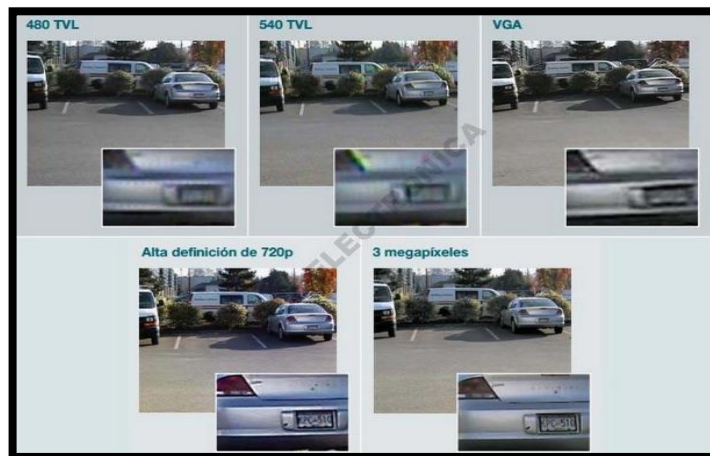 480 TVL
540 TVL
VGA
Alta definición de 720p
3 megapíxeles